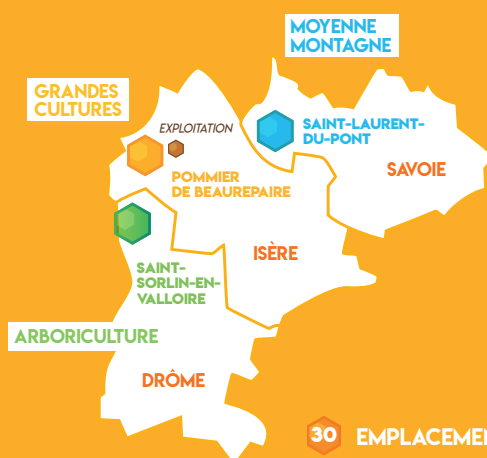 MOYENNE
MONTAGNE
GRANDES
CULTURES
EXPLOITATION
SAINT-LAURENT-
DU-PONT
SAVOIE
POMMIER
DE BEAUREPAIRE
ISÈRE
SAINT-
SORLIN-EN-
VALLOIRE
ARBORICULTURE
DRÔME
30 EMPLACEMEN